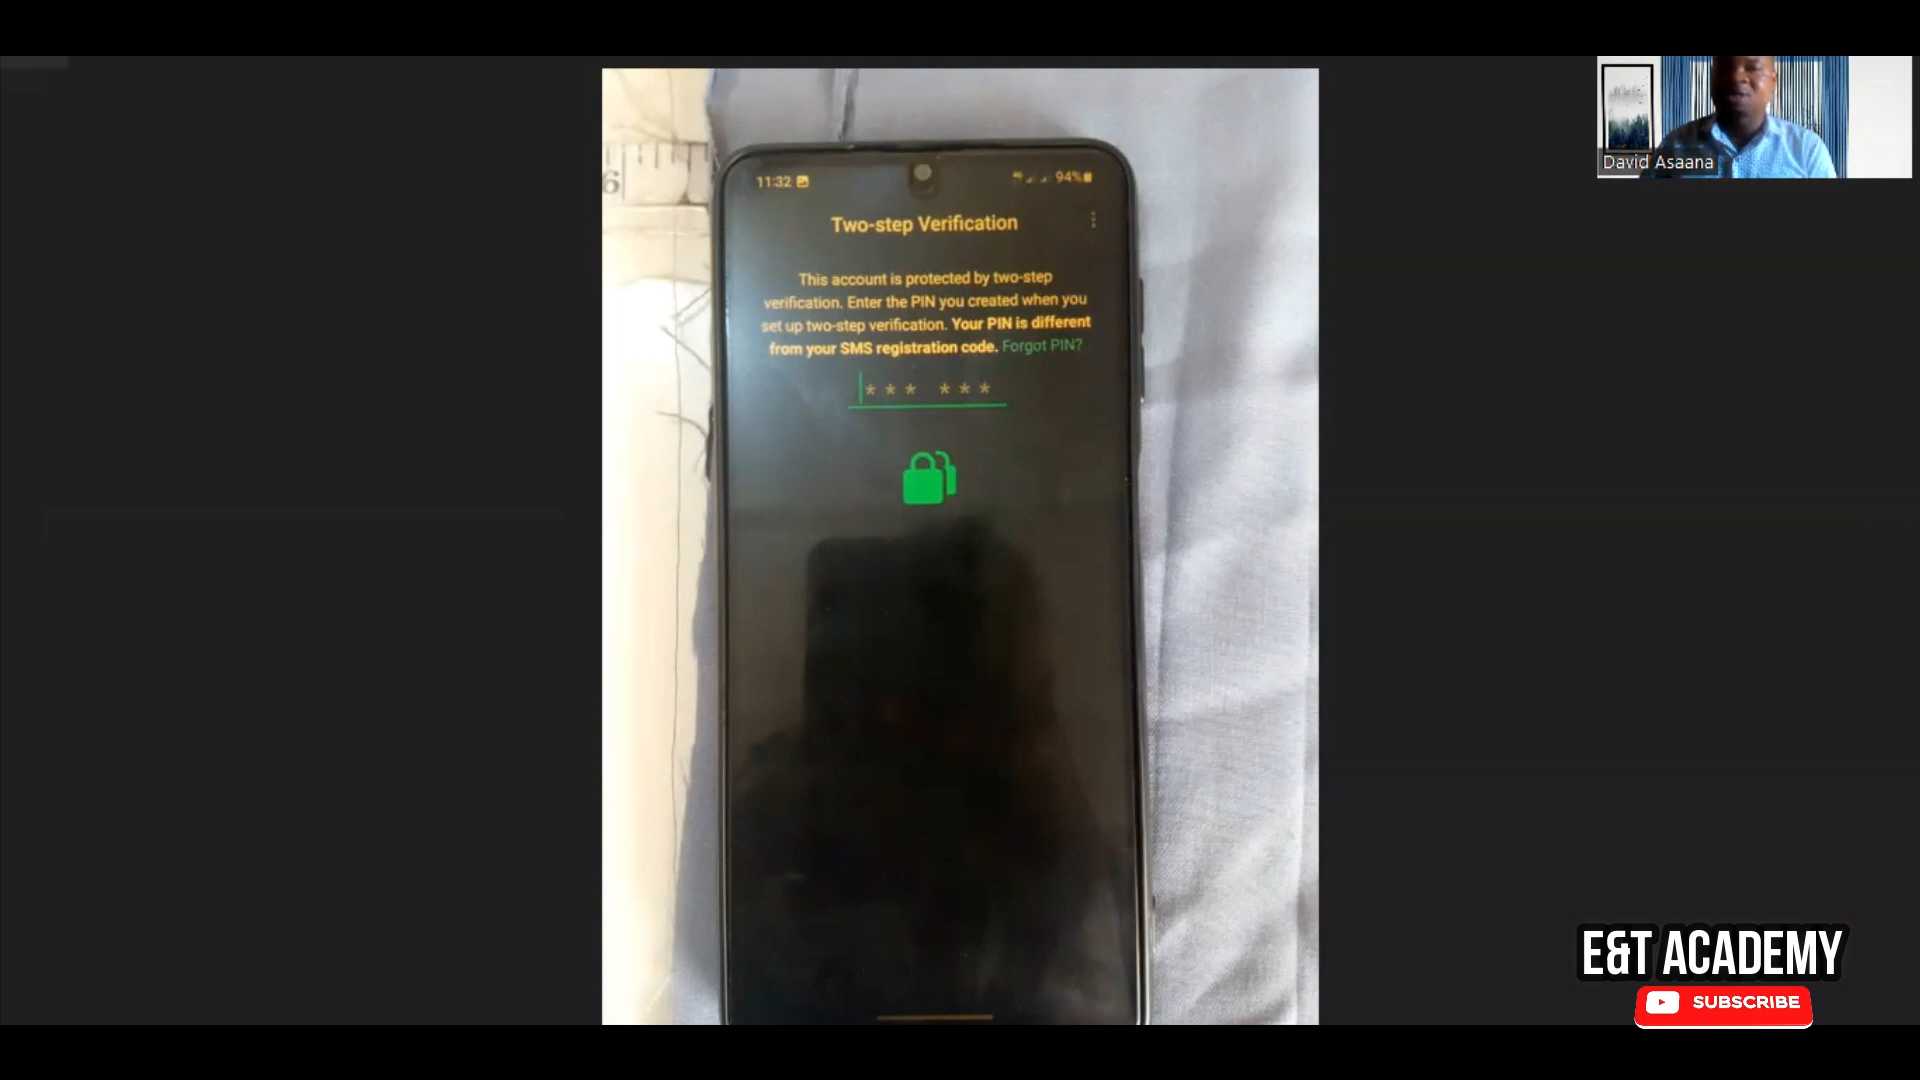 David Asaana
6
11:32
94%
Two-step Verification
This account is protected by two-step
verification. Enter the PIN you created when you
set up two-step verification. Your PIN is different
from your SMS registration code. Forgot PIN?
*** ***
E&T ACADEMY
SUBSCRIBE